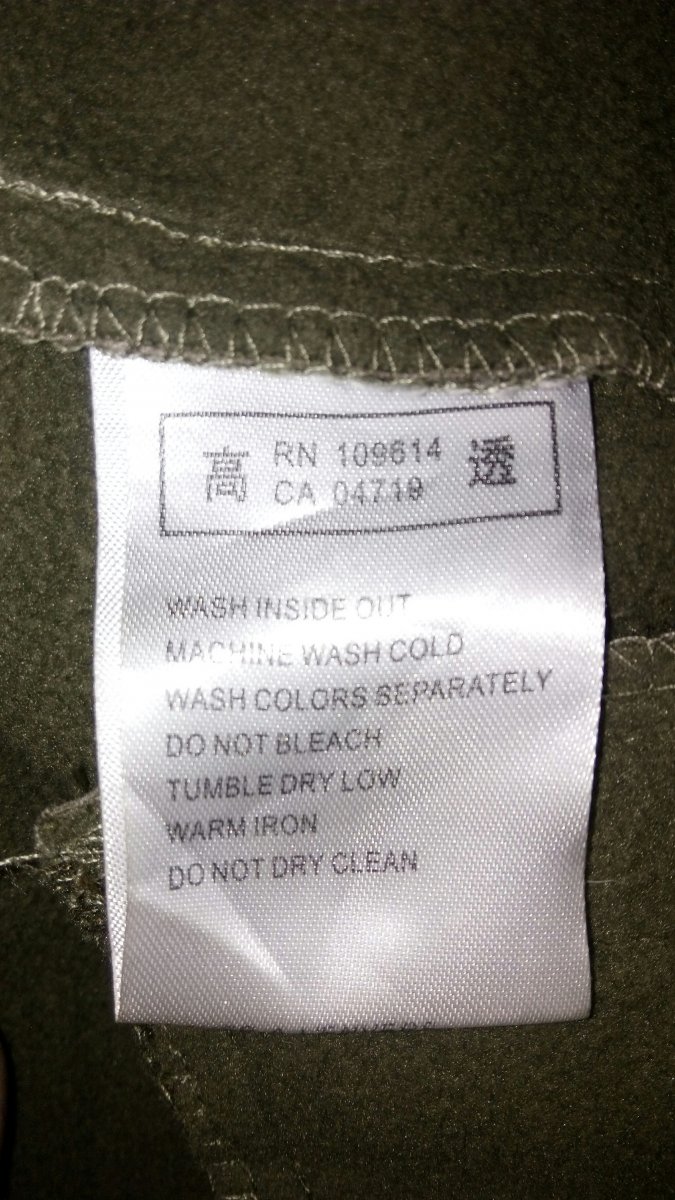 高 RN 109614 透
CA 04719
WASH INSIDE OUT
MACHINE WASH COLD
WASH COLORS SEPARATELY
DO NOT BLEACH
TUMBLE DRY LOW
WARM IRON
DO NOT DRY CLEAN